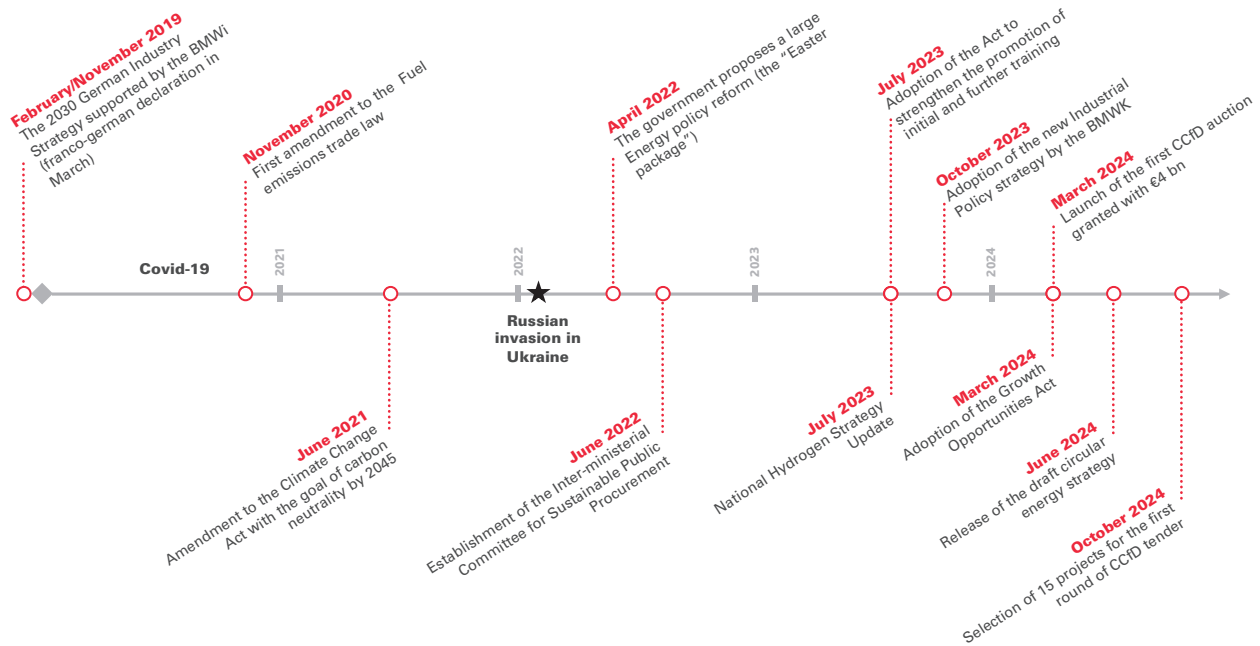 February/November 2019
The 2030 German Industry
Strategy supported by the BMWi
(franco-german declaration in
March)
November 2020
First amendment to the Fuel
emissions trade law
April 2022
The government proposes a large
Energy policy reform (the “Easter
package”)
July 2023
Adoption of the Act to
strengthen the promotion of
initial and further training
October 2023
Adoption of the new Industrial
Policy strategy by the BMWK
March 2024
Launch of the first CCfD auction
granted with €4 bn
Covid-19
2021
2022
2023
2024
Russian
invasion in
Ukraine
June 2021
Amendment to the Climate Change
Act with the goal of carbon
neutrality by 2045
June 2022
Establishment of the Inter-ministerial
Committee for Sustainable Public
Procurement
July 2023
National Hydrogen Strategy
Update
March 2024
Adoption of the Growth
Opportunities Act
June 2024
Release of the draft circular
energy strategy
October 2024
Selection of 15 projects for the first
round of CCfD tender